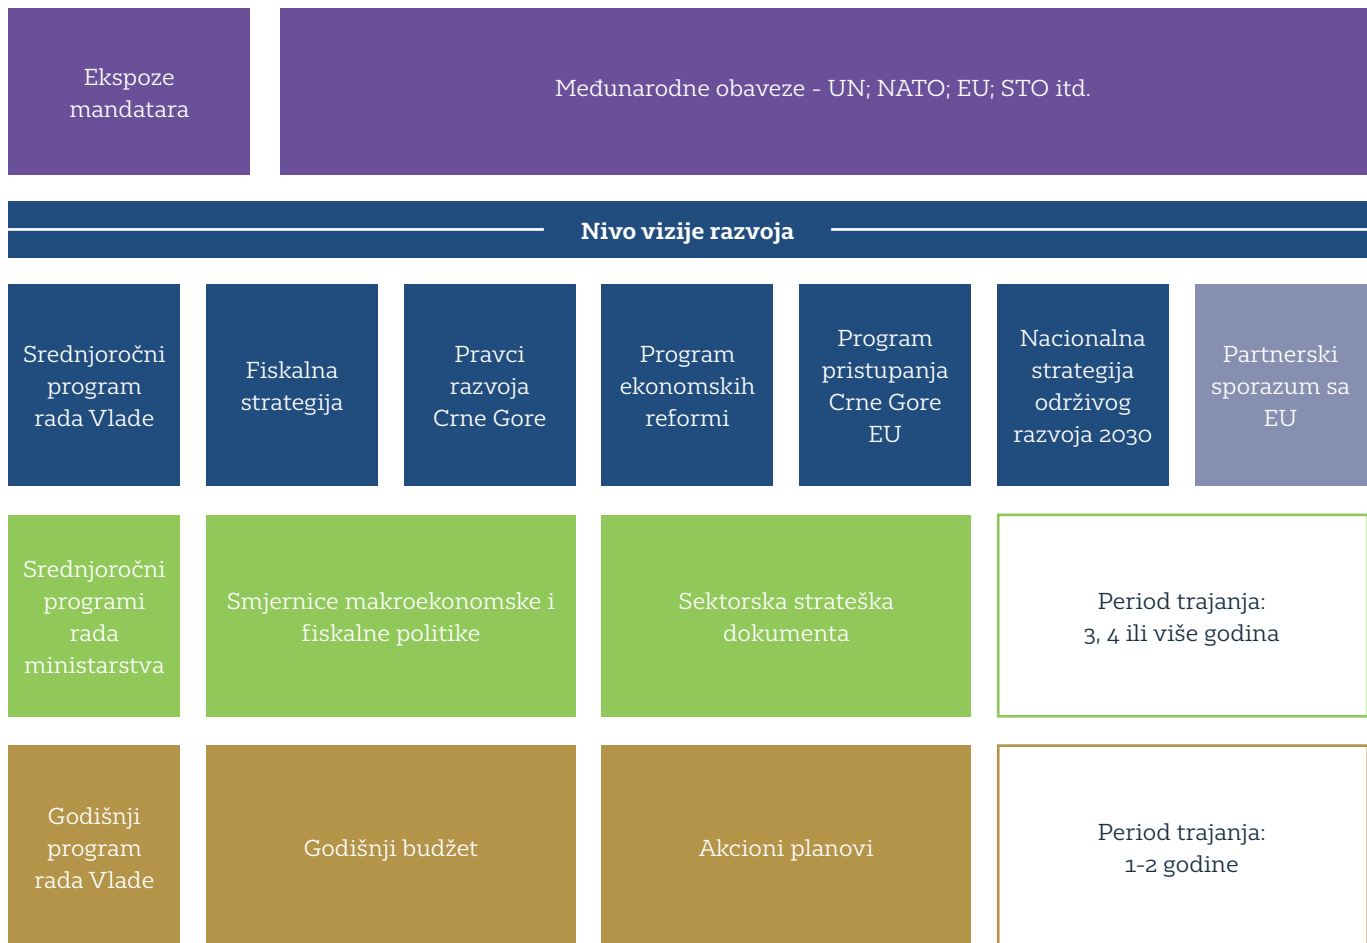 Ekspoze
mandatara
Međunarodne obaveze - UN; NATO; EU; STO itd.
Nivo vizije razvoja
Srednjoročni
program
rada Vlade
Fiskalna
strategija
Pravci
razvoja
Crne Gore
Program
ekonomskih
reformi
Program
pristupanja
Crne Gore
EU
Nacionalna
strategija
održivog
razvoja 2030
Partnerski
sporazum sa
EU
Srednjoročni
programi
rada
ministarstva
Smjernice makroekonomske i
fiskalne politike
Sektorska strateška
dokumenta
Period trajanja:
3, 4 ili više godina
Godišnji
program
rada Vlade
Godišnji budžet
Akcioni planovi
Period trajanja:
1-2 godine